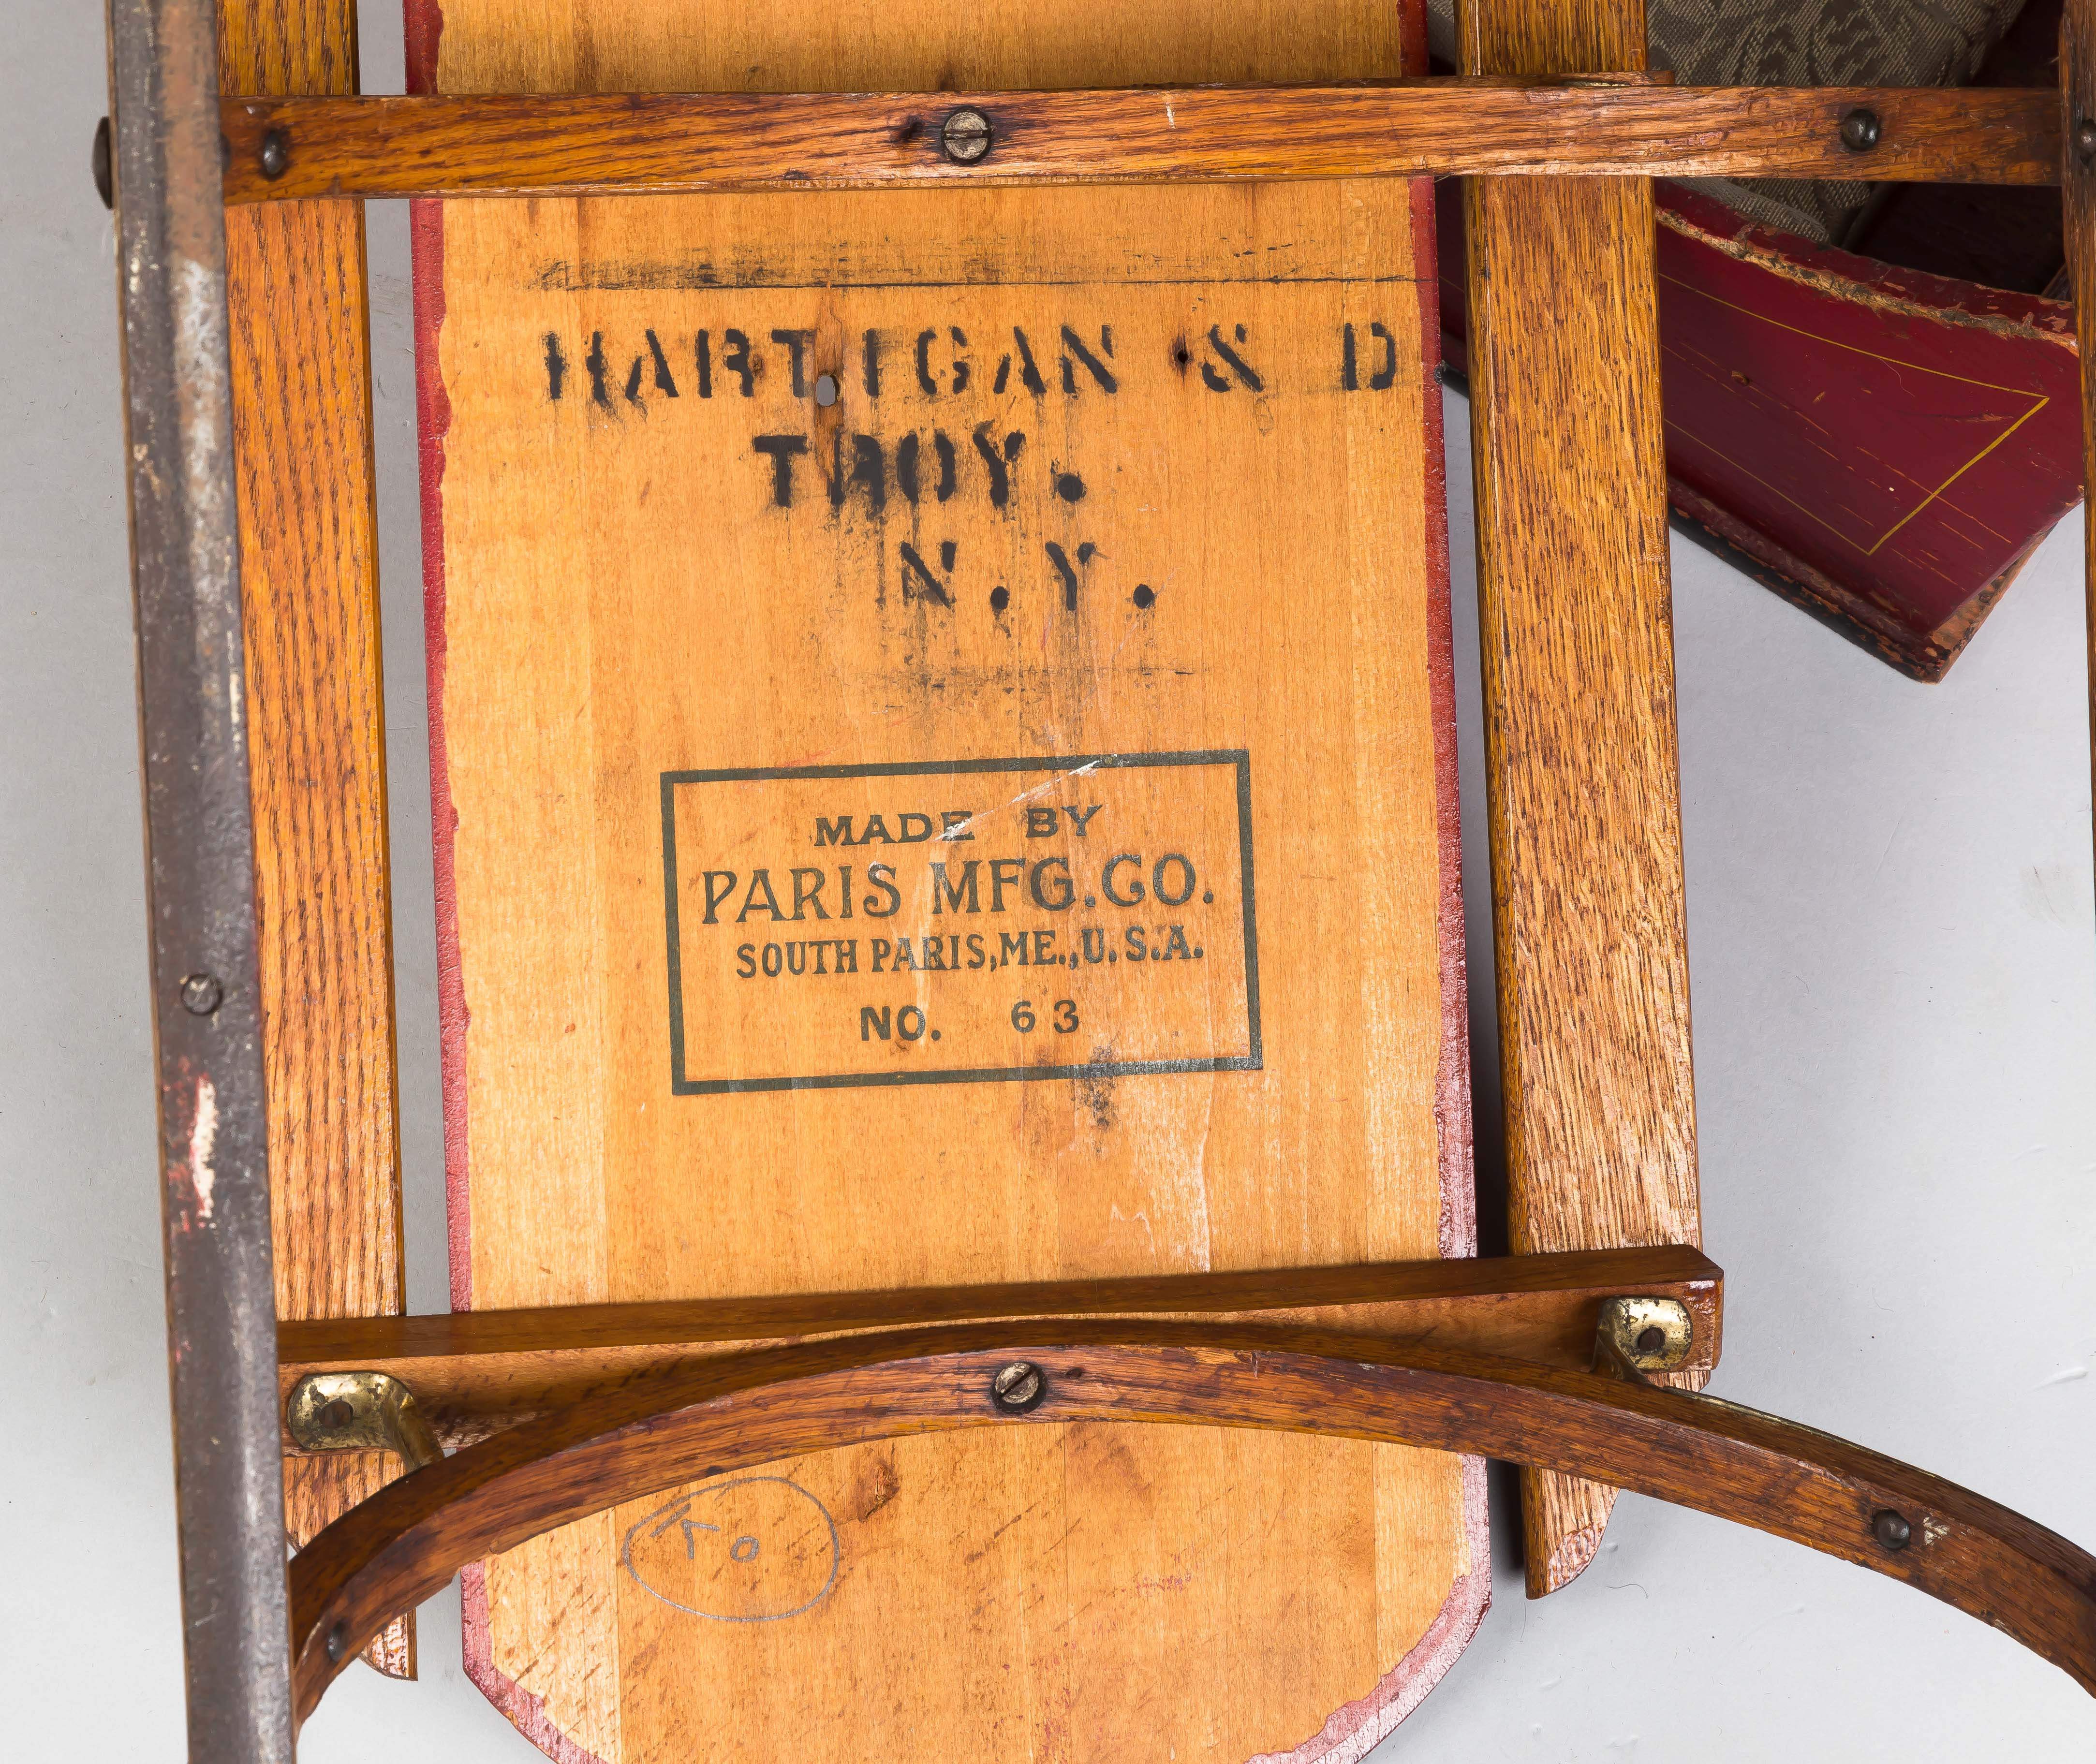 HARTIGAN & D
TROY.
N.Y.
MADE BY
PARIS MFG.CO.
SOUTH PARIS,ME.,U.S.A.
NO. 63